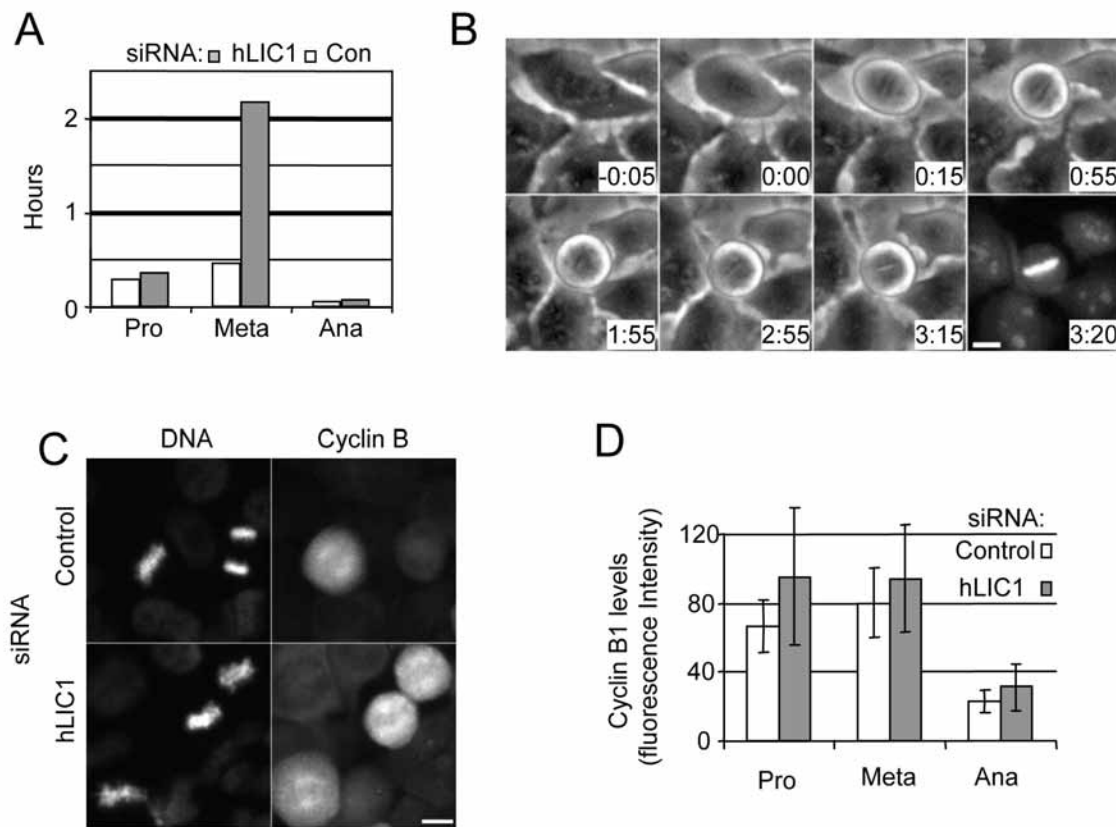 A
siRNA: hLIC1 Con
Hours
2
1
0
Pro Meta Ana
B
-0:05 0:00 0:15 0:55
1:55 2:55 3:15 3:20
C
DNA Cyclin B
siRNA
Control
hLIC1
D
Cyclin B1 levels
(fluorescence Intensity)
siRNA:
Control
hLIC1
120
80
40
0
Pro Meta Ana